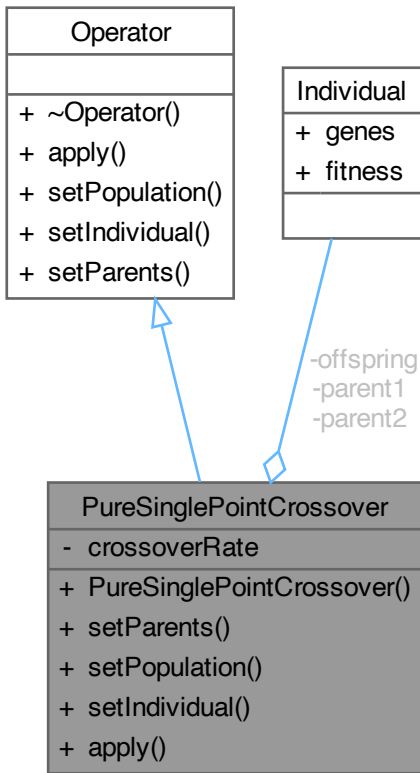 Operator
+ ~Operator()
+ apply()
+ setPopulation()
+ setIndividual()
+ setParents()
Individual
+ genes
+ fitness
-offspring
-parent1
-parent2
PureSinglePointCrossover
- crossoverRate
+ PureSinglePointCrossover()
+ setParents()
+ setPopulation()
+ setIndividual()
+ apply()